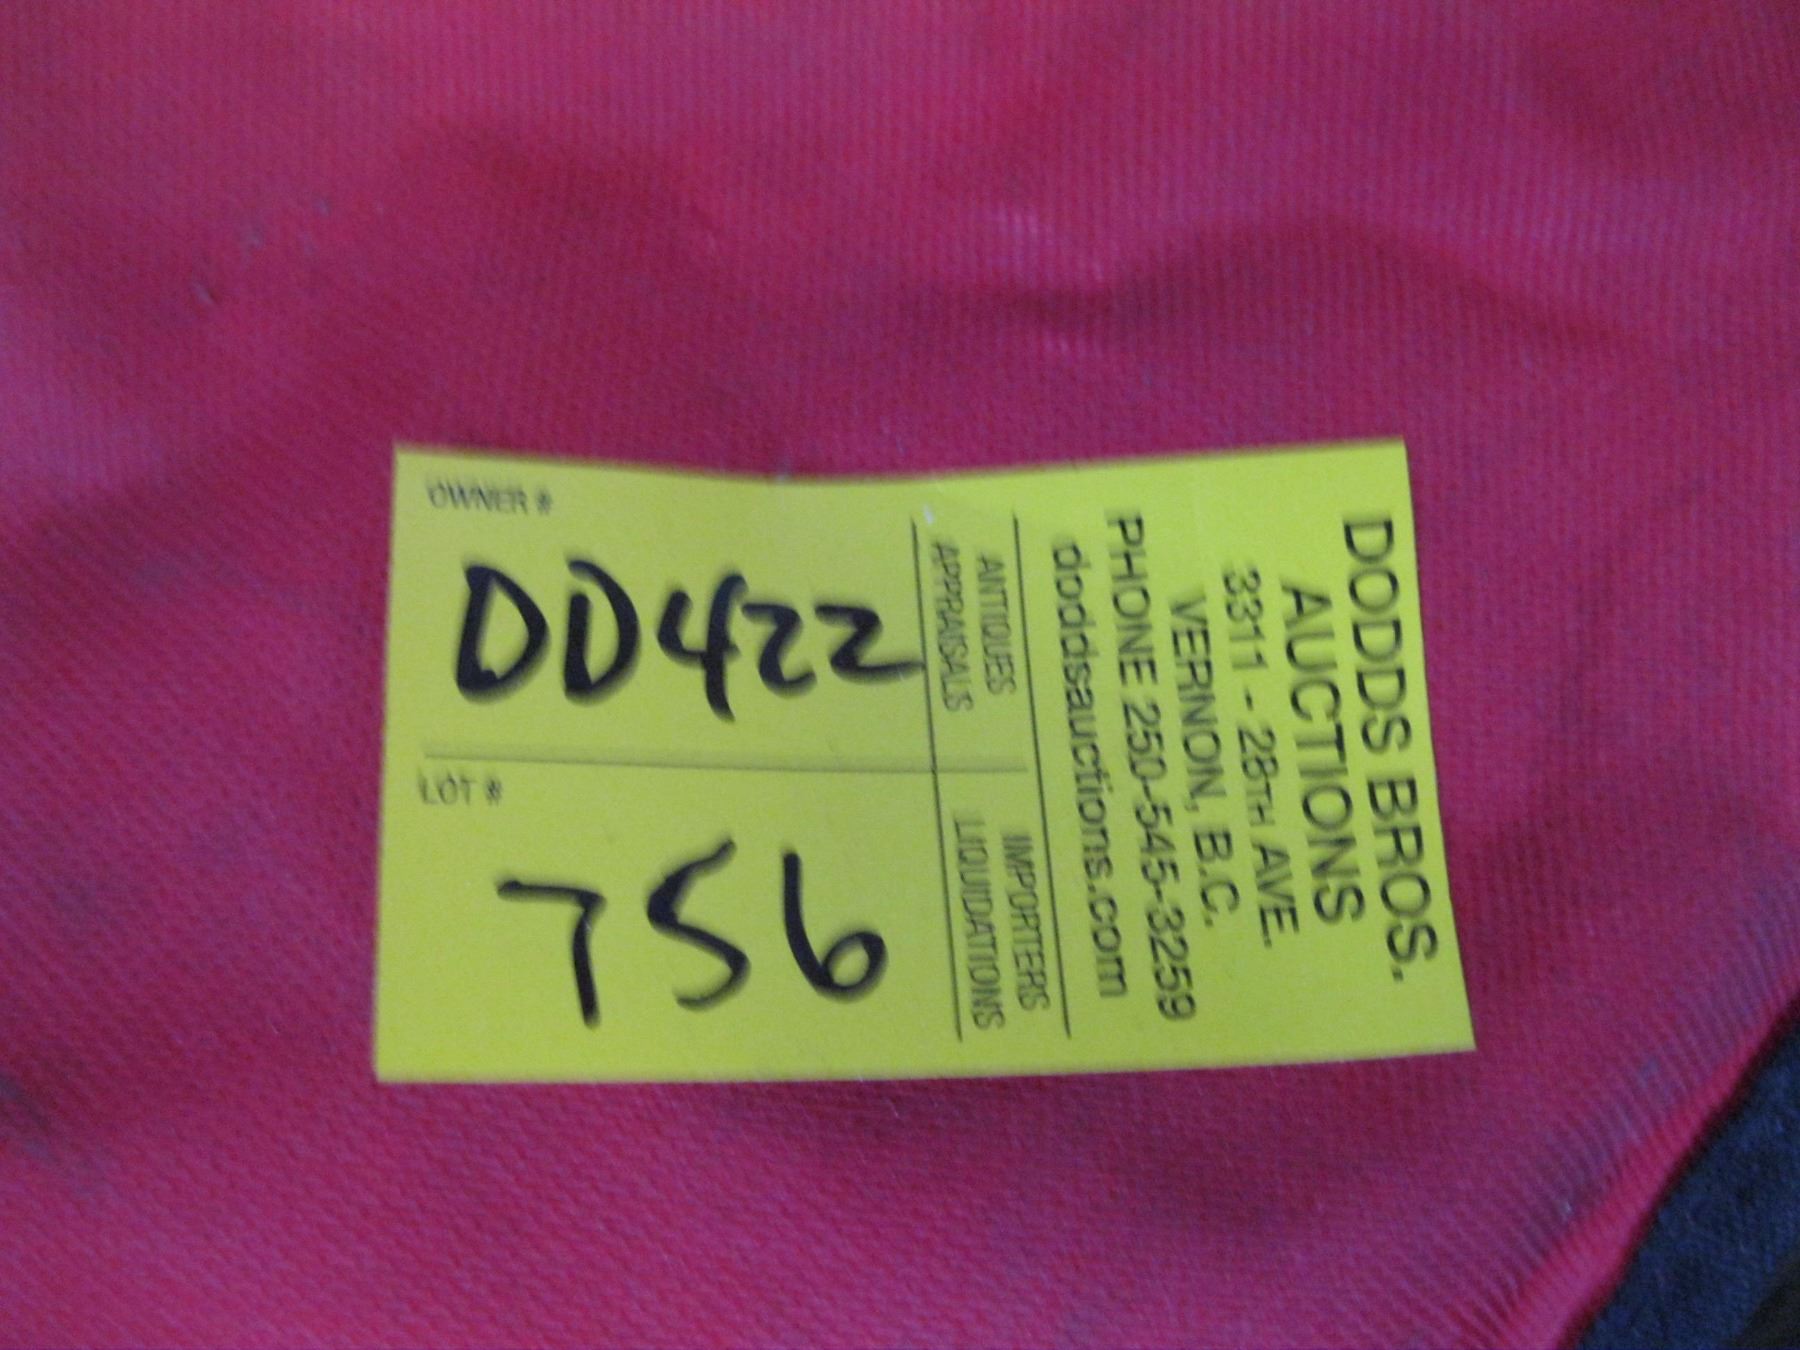 OWNER #
DD422
LOT #
756
DODDS BROS.
AUCTIONS
3311 - 28TH AVE.
VERNON, B.C.
PHONE 250-545-3259
doddsauctions.com
ANTIQUES IMPORTERS
APPRAISALS LIQUIDATIONS